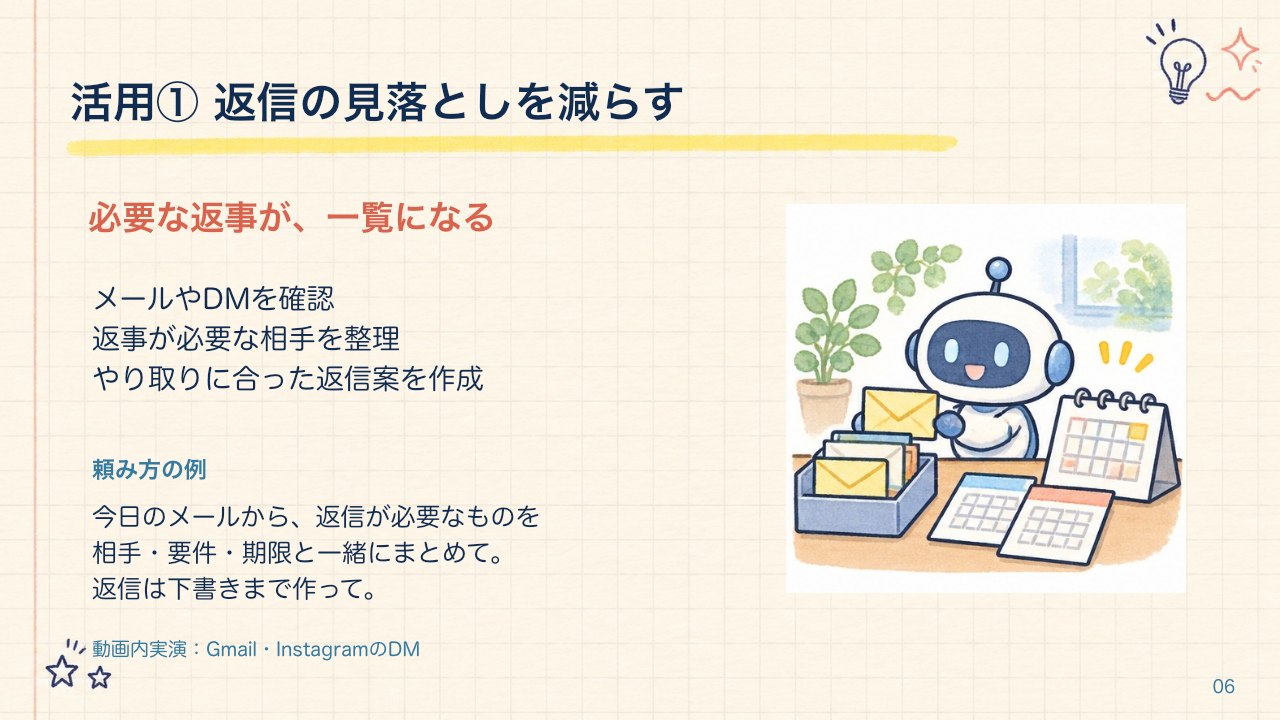 活用① 返信の見落としを減らす
必要な返事が、一覧になる
メールやDMを確認
返事が必要な相手を整理
やり取りに合った返信案を作成
頼み方の例
今日のメールから、返信が必要なものを
相手・要件・期限と一緒にまとめて。
返信は下書きまで作って。
動画内実演：Gmail・InstagramのDM
06